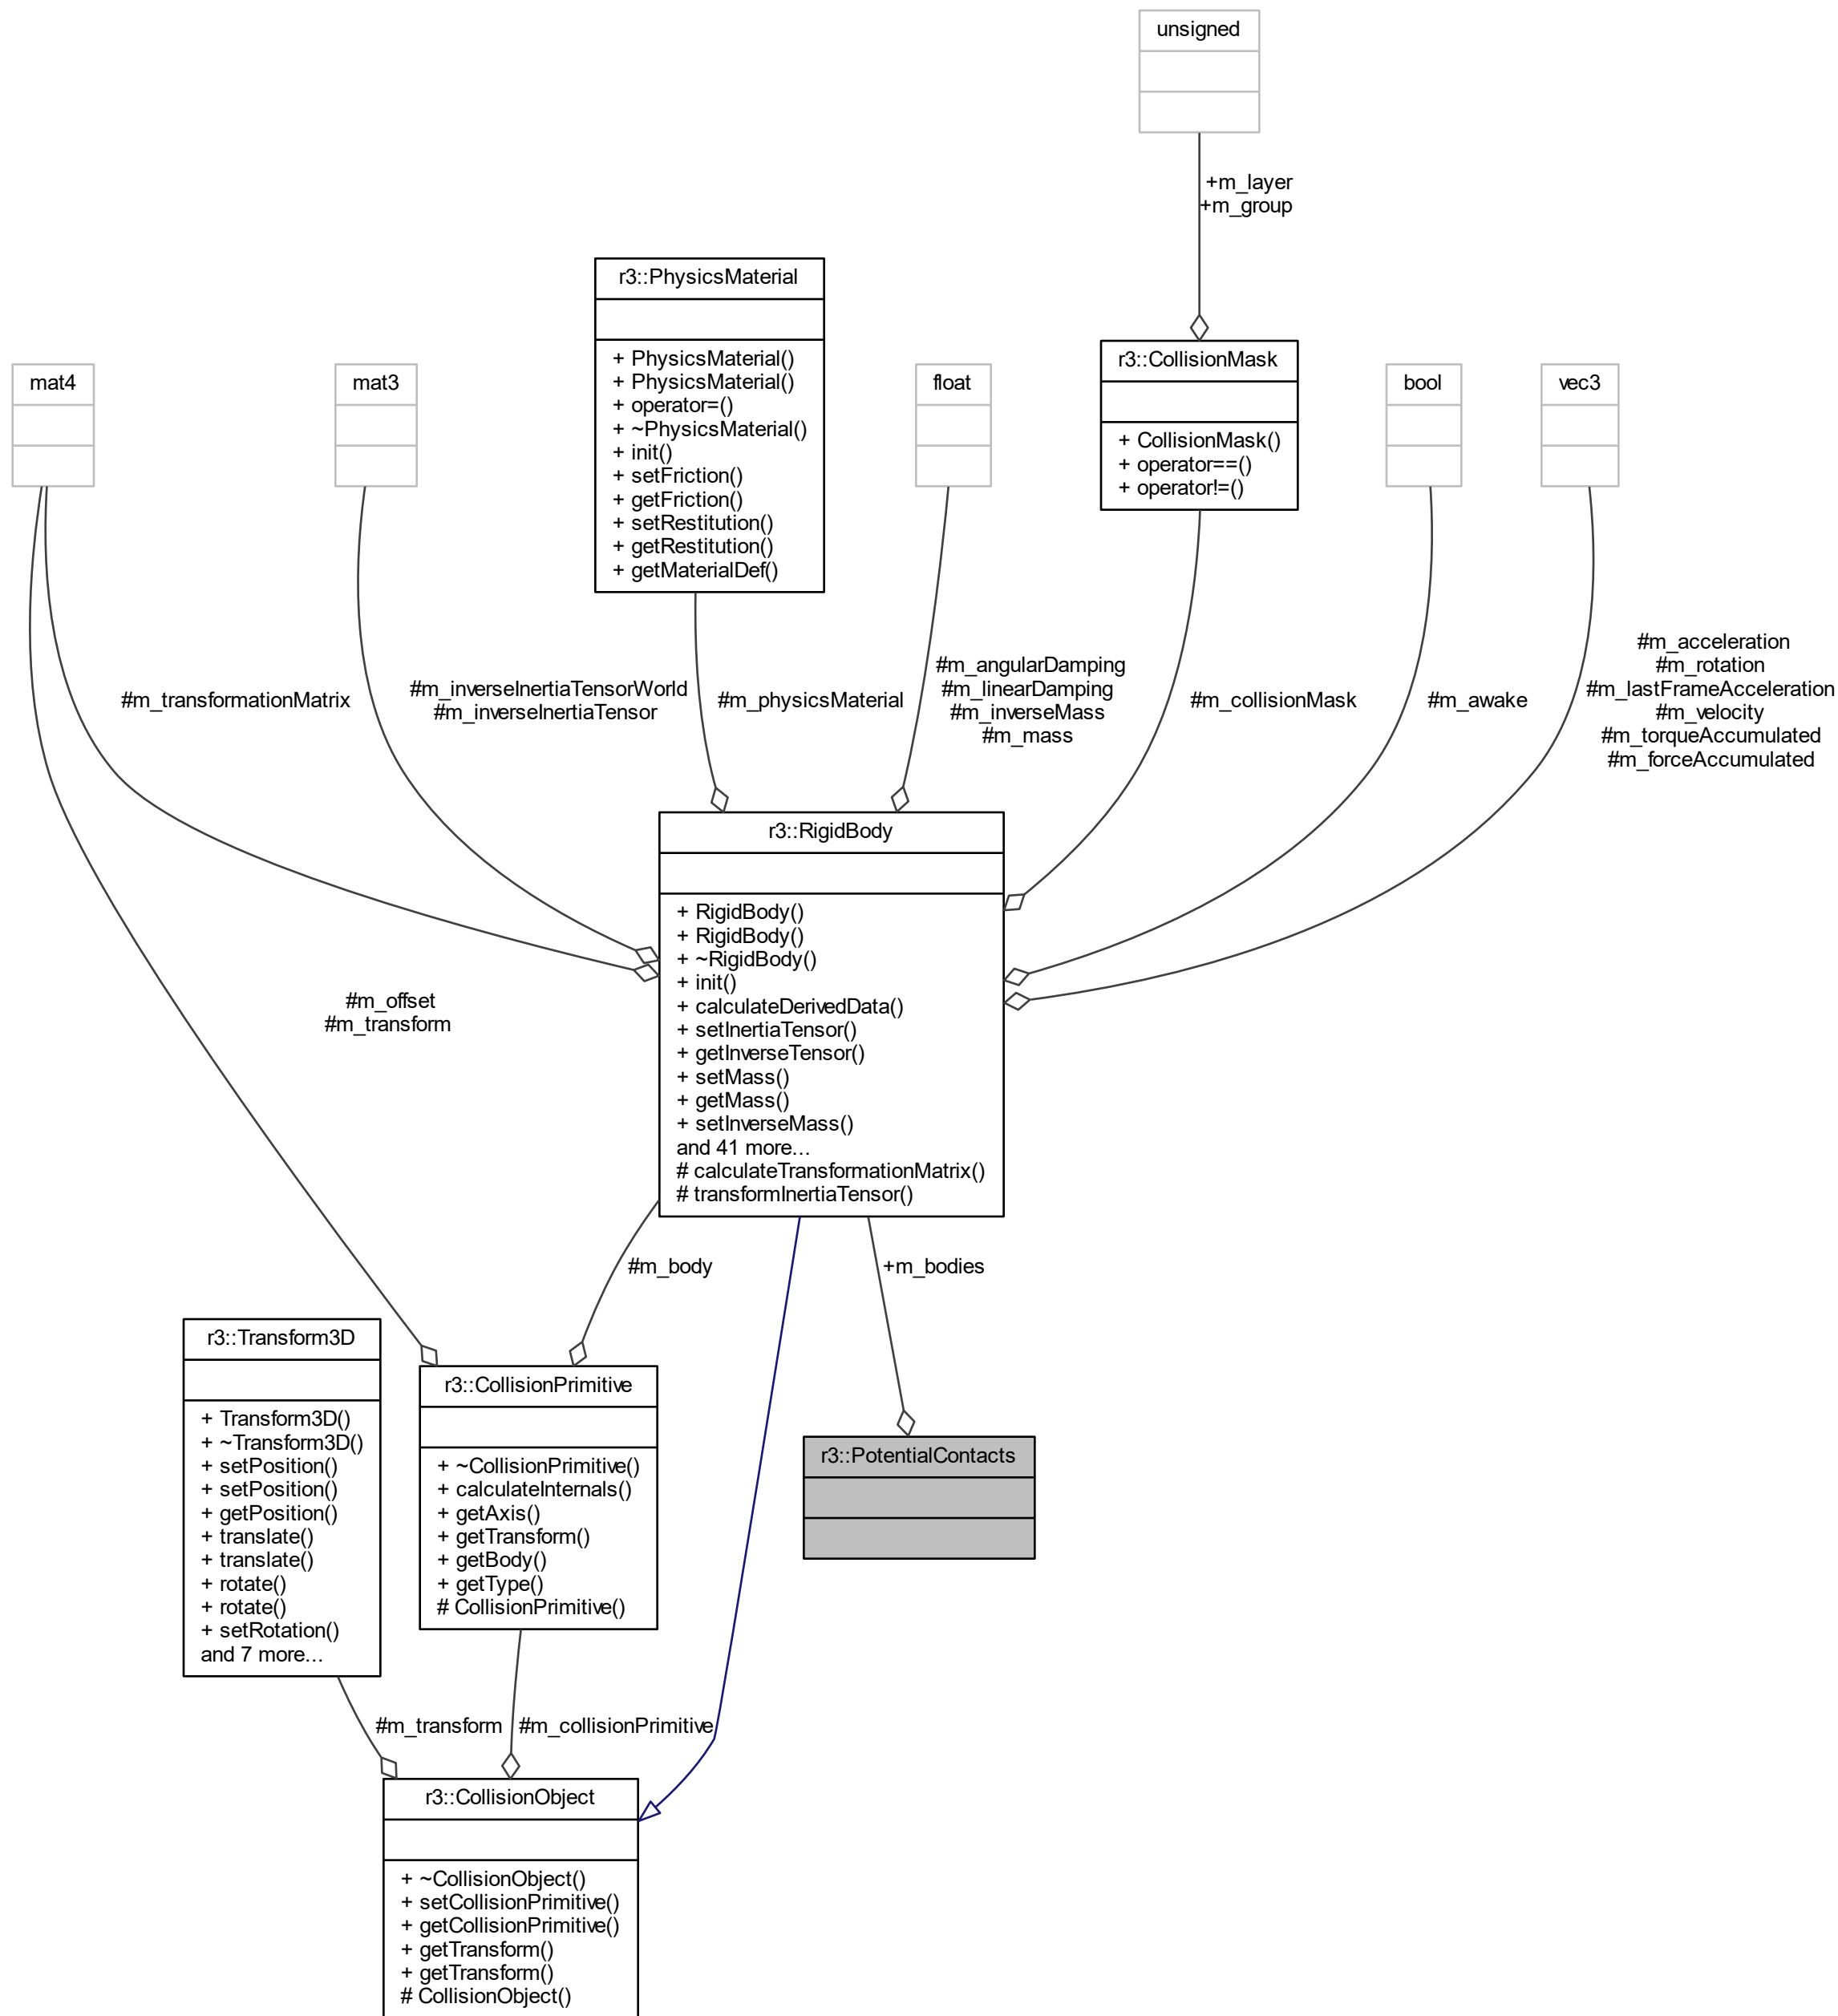 unsigned
+m_layer
+m_group
r3::PhysicsMaterial
+ PhysicsMaterial()
+ PhysicsMaterial()
+ operator=()
+ ~PhysicsMaterial()
+ init()
+ setFriction()
+ getFriction()
+ setRestitution()
+ getRestitution()
+ getMaterialDef()
r3::CollisionMask
+ CollisionMask()
+ operator==()
+ operator!=()
mat4
mat3
float
bool
vec3
#m_transformationMatrix
#m_inverseInertiaTensorWorld
#m_inverseInertiaTensor
#m_physicsMaterial
#m_angularDamping
#m_linearDamping
#m_inverseMass
#m_mass
#m_collisionMask
#m_awake
#m_acceleration
#m_rotation
#m_lastFrameAcceleration
#m_velocity
#m_torqueAccumulated
#m_forceAccumulated
r3::RigidBody
+ RigidBody()
+ RigidBody()
+ ~RigidBody()
+ init()
+ calculateDerivedData()
+ setInertiaTensor()
+ getInverseTensor()
+ setMass()
+ getMass()
+ setInverseMass()
and 41 more...
# calculateTransformationMatrix()
# transformInertiaTensor()
#m_offset
#m_transform
#m_body
+m_bodies
r3::Transform3D
+ Transform3D()
+ ~Transform3D()
+ setPosition()
+ setPosition()
+ getPosition()
+ translate()
+ translate()
+ rotate()
+ rotate()
+ setRotation()
and 7 more...
r3::CollisionPrimitive
+ ~CollisionPrimitive()
+ calculateInternals()
+ getAxis()
+ getTransform()
+ getBody()
+ getType()
# CollisionPrimitive()
r3::PotentialContacts
#m_transform
#m_collisionPrimitive
r3::CollisionObject
+ ~CollisionObject()
+ setCollisionPrimitive()
+ getCollisionPrimitive()
+ getTransform()
+ getTransform()
# CollisionObject()